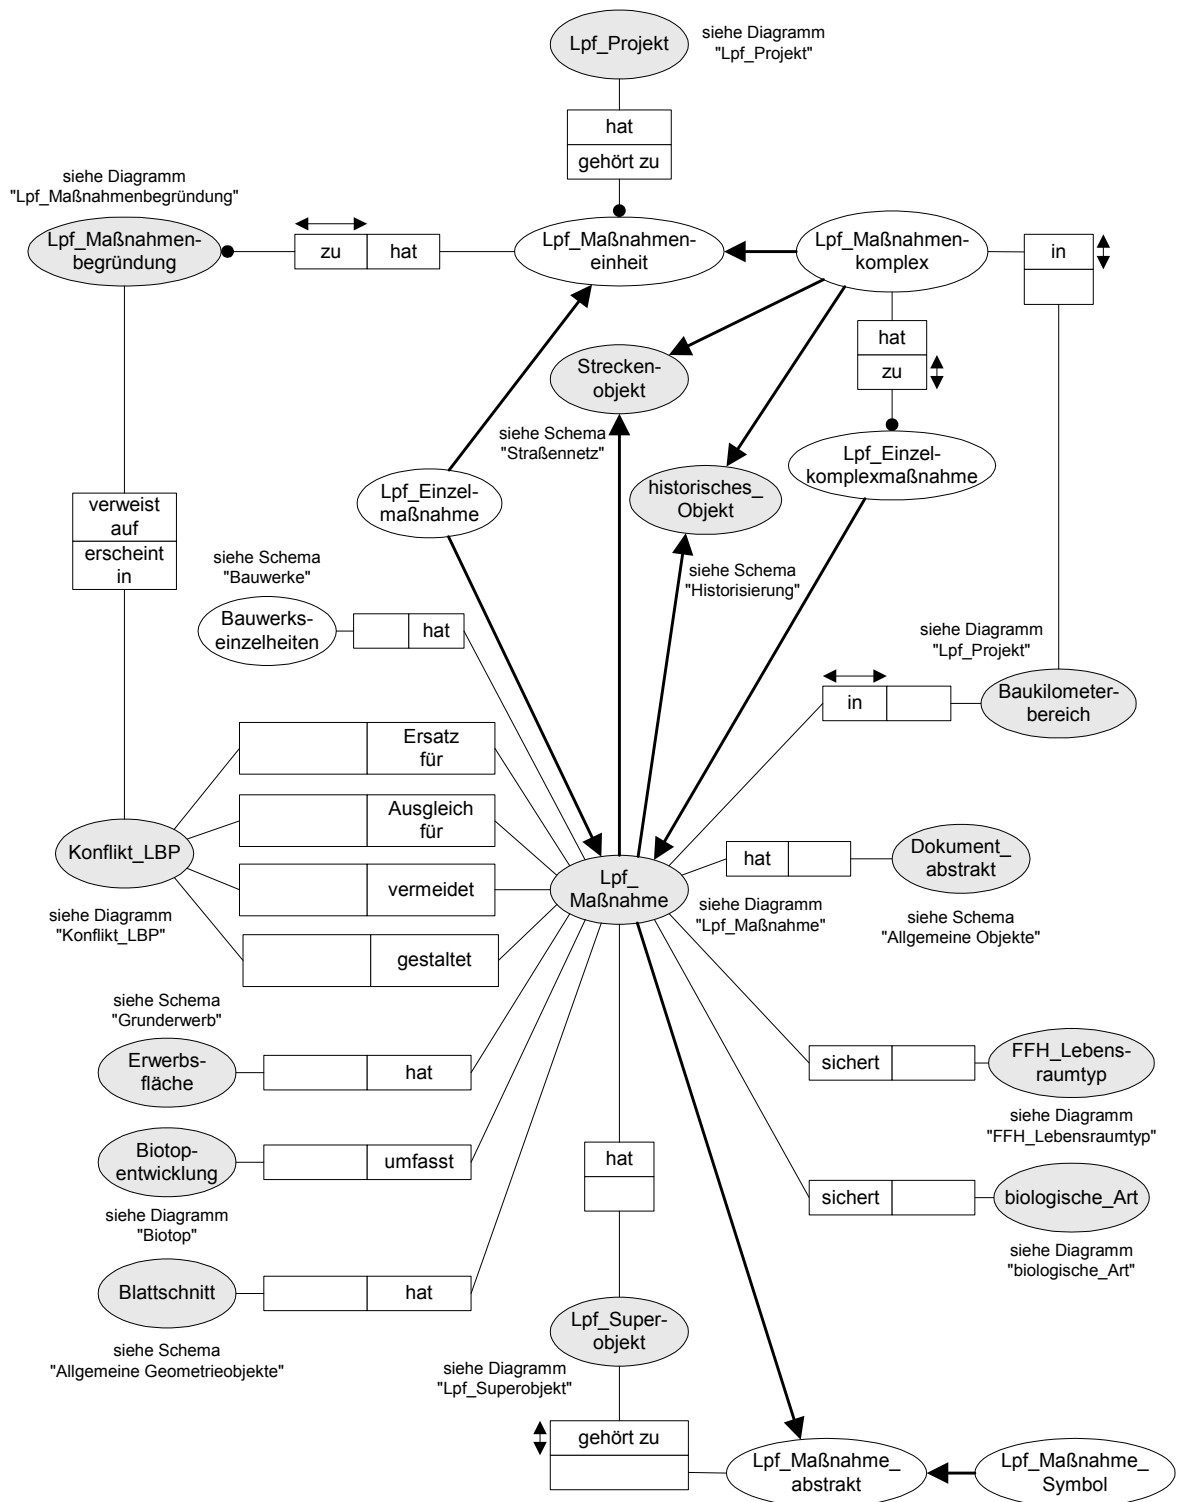 Lpf_Projekt
siehe Diagramm
"Lpf_Projekt"
hat
gehört zu
siehe Diagramm
"Lpf_Maßnahmenbegründung"
Lpf_Maßnahmen-
begründung
zu
hat
Lpf_Maßnahmen-
einheit
Lpf_Maßnahmen-
komplex
in
hat
zu
Strecken-
objekt
siehe Schema
"Straßennetz"
Lpf_Einzel-
komplexmaßnahme
Lpf_Einzel-
maßnahme
historisches_
Objekt
verweist
auf
erscheint
in
siehe Schema
"Bauwerke"
siehe Schema
"Historisierung"
Bauwerks-
einzelheiten
hat
siehe Diagramm
"Lpf_Projekt"
in
Baukilometer-
bereich
Ersatz
für
Ausgleich
für
Konflikt_LBP
vermeidet
siehe Diagramm
"Konflikt_LBP"
gestaltet
Lpf_
Maßnahme
siehe Diagramm
"Lpf_Maßnahme"
hat
Dokument_
abstrakt
siehe Schema
"Allgemeine Objekte"
siehe Schema
"Grunderwerb"
Erwerbs-
fläche
hat
sichert
FFH_Lebens-
raumtyp
siehe Diagramm
"FFH_Lebensraumtyp"
Biotop-
entwicklung
umfasst
siehe Diagramm
"Biotop"
hat
sichert
biologische_Art
siehe Diagramm
"biologische_Art"
Blattschnitt
hat
siehe Schema
"Allgemeine Geometrieobjekte"
Lpf_Super-
objekt
siehe Diagramm
"Lpf_Superobjekt"
gehört zu
Lpf_Maßnahme_
abstrakt
Lpf_Maßnahme_
Symbol